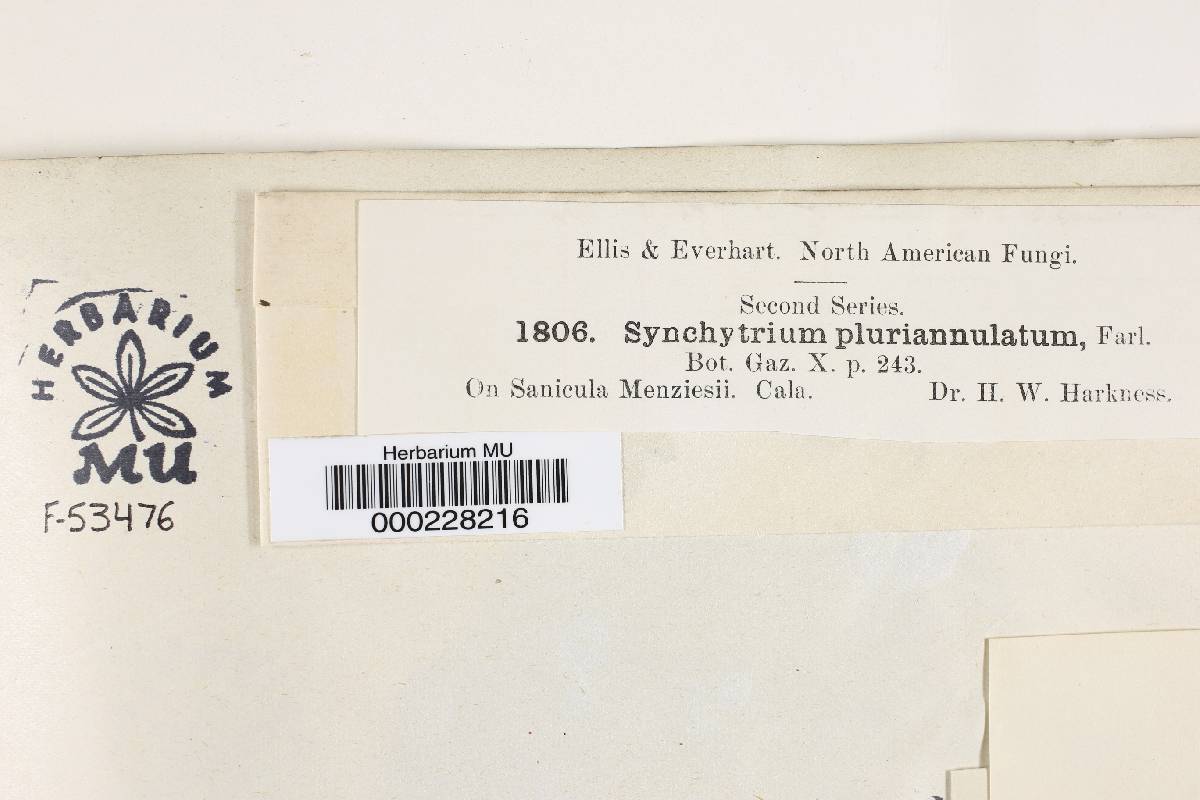 Ellis & Everhart. North American Fungi.
Second Series.
1806. Synchytrium pluriannulatum, Farl.
Bot. Gaz. X. p. 243.
On Sanicula Menziesii. Cala. Dr. H. W. Harkness.
HERBARIUM
MU
F-53476
Herbarium MU
000228216